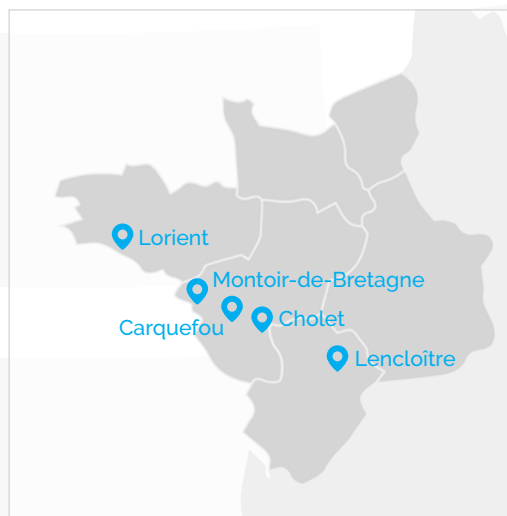 Lorient
Montoir-de-Bretagne
Carquefou
Cholet
Lencloître